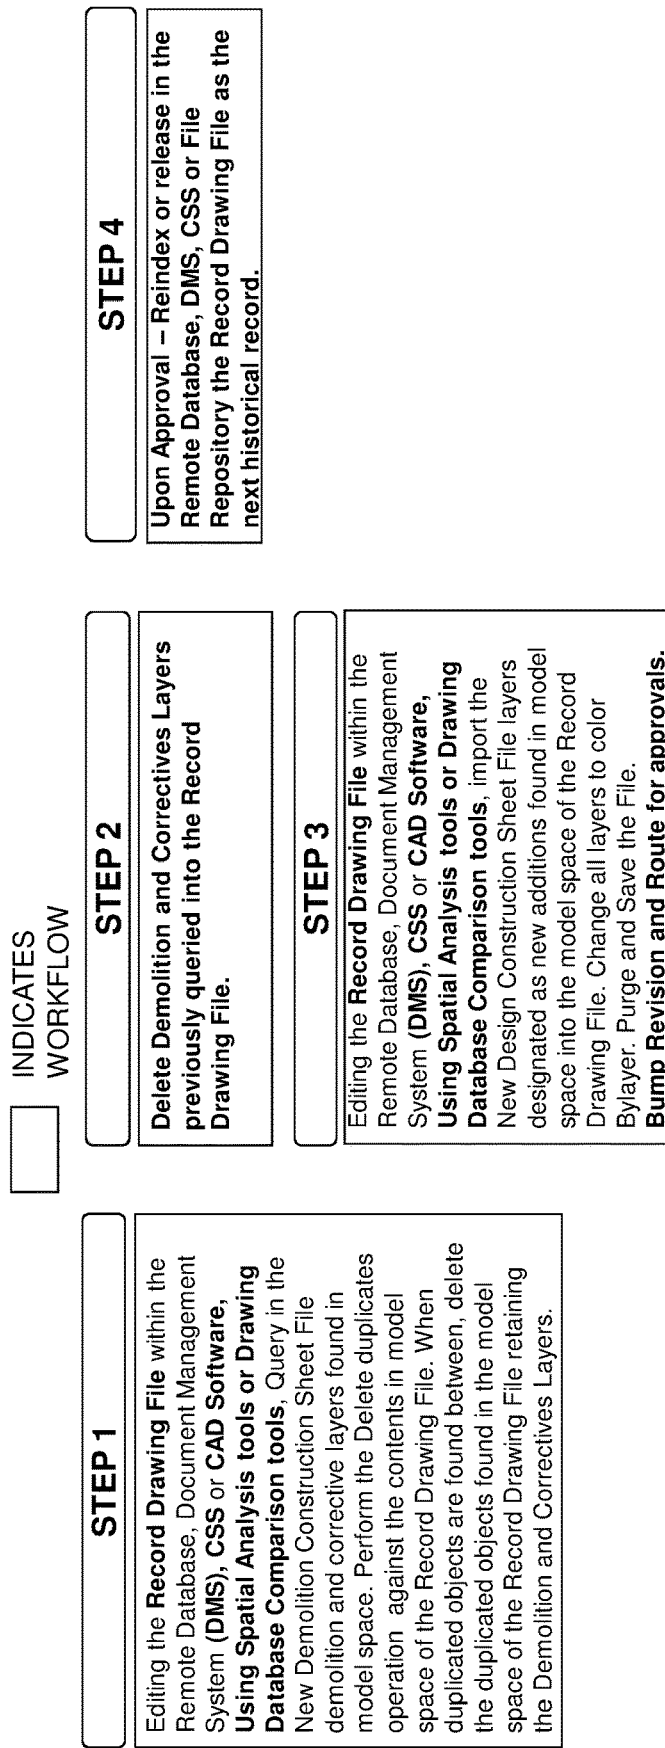 INDICATES
WORKFLOW
STEP 1
Editing the Record Drawing File within the
Remote Database, Document Management
System (DMS), CSS or CAD Software,
Using Spatial Analysis tools or Drawing
Database Comparison tools, Query in the
New Demolition Construction Sheet File
demolition and corrective layers found in
model space. Perform the Delete duplicates
operation against the contents in model
space of the Record Drawing File. When
duplicated objects are found between, delete
the duplicated objects found in the model
space of the Record Drawing File retaining
the Demolition and Correctives Layers.
STEP 2
Delete Demolition and Correctives Layers
previously queried into the Record
Drawing File.
STEP 3
Editing the Record Drawing File within the
Remote Database, Document Management
System (DMS), CSS or CAD Software,
Using Spatial Analysis tools or Drawing
Database Comparison tools, import the
New Design Construction Sheet File layers
designated as new additions found in model
space into the model space of the Record
Drawing File. Change all layers to color
Bylayer. Purge and Save the File.
Bump Revision and Route for approvals.
STEP 4
Upon Approval – Reindex or release in the
Remote Database, DMS, CSS or File
Repository the Record Drawing File as the
next historical record.